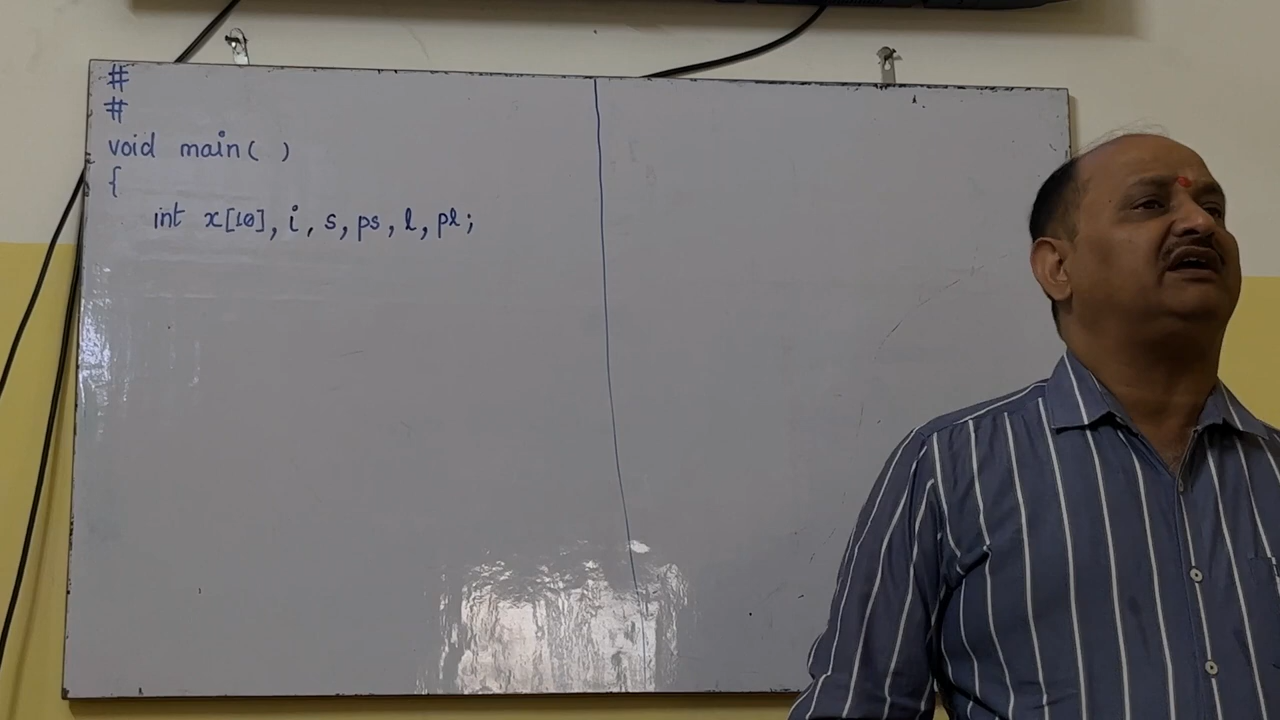 #
#
void main( )
{
int x[10], i, s, ps, l, pl;